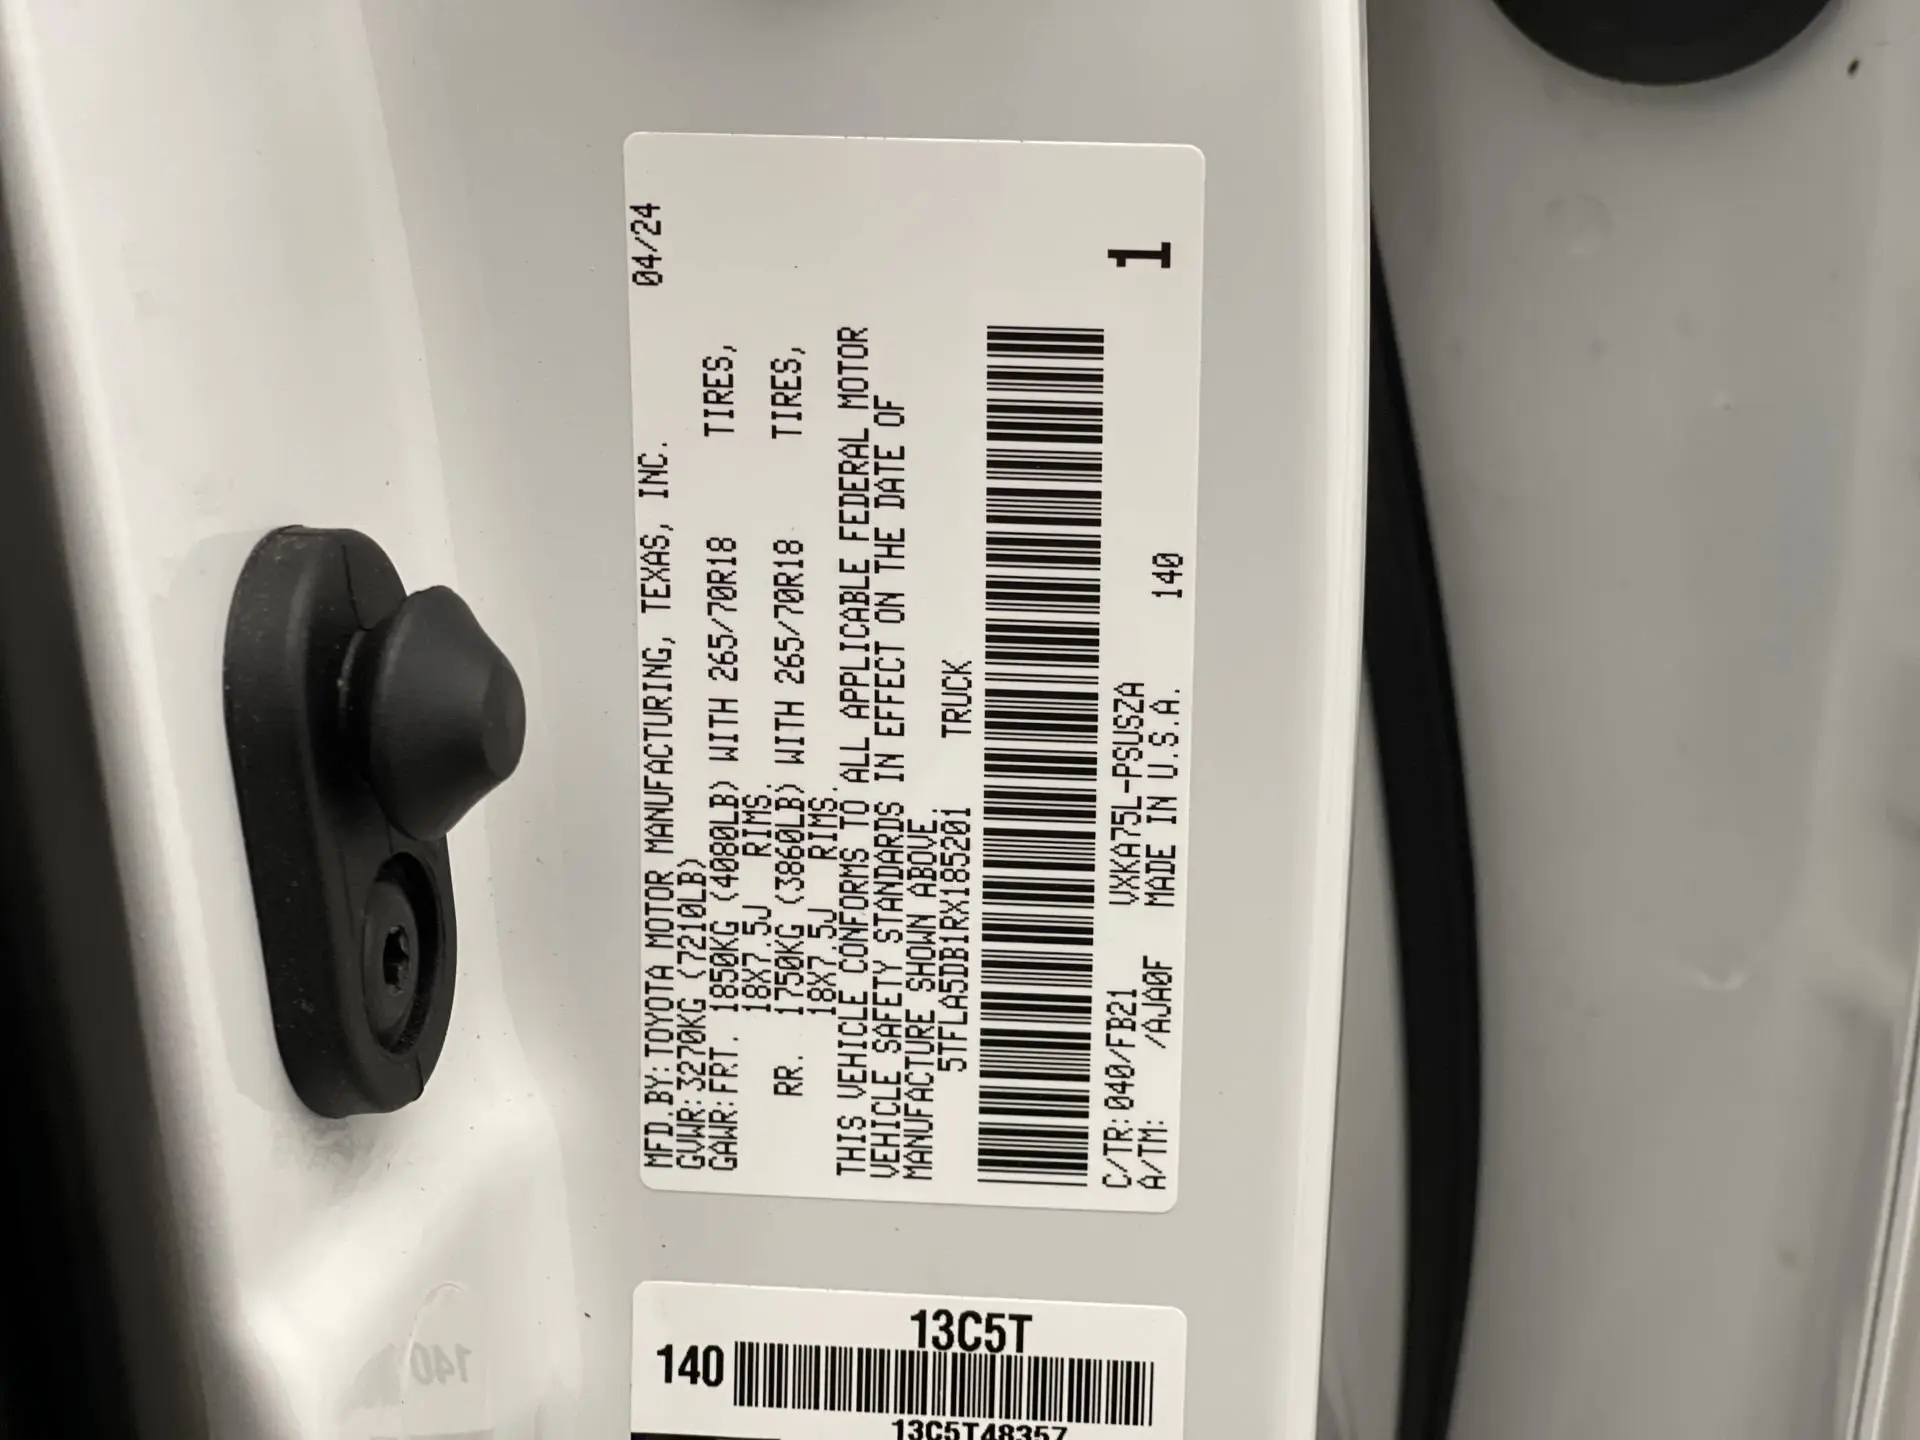 MFD.BY:TOYOTA MOTOR MANUFACTURING, TEXAS, INC. 04/24
GVWR:3270KG (7210LB)
GAWR:FRT. 1850KG (4080LB) WITH 265/70R18 TIRES,
18X7.5J RIMS.
RR. 1750KG (3860LB) WITH 265/70R18 TIRES,
18X7.5J RIMS.
THIS VEHICLE CONFORMS TO ALL APPLICABLE FEDERAL MOTOR
VEHICLE SAFETY STANDARDS IN EFFECT ON THE DATE OF
MANUFACTURE SHOWN ABOVE.
5TFLA5DB1RX185201 TRUCK
C/TR:040/FB21 VXKA75L-PSUSZA 1
A/TM: /AJA0F MADE IN U.S.A. 140
13C5T
140
13C5T48357
140